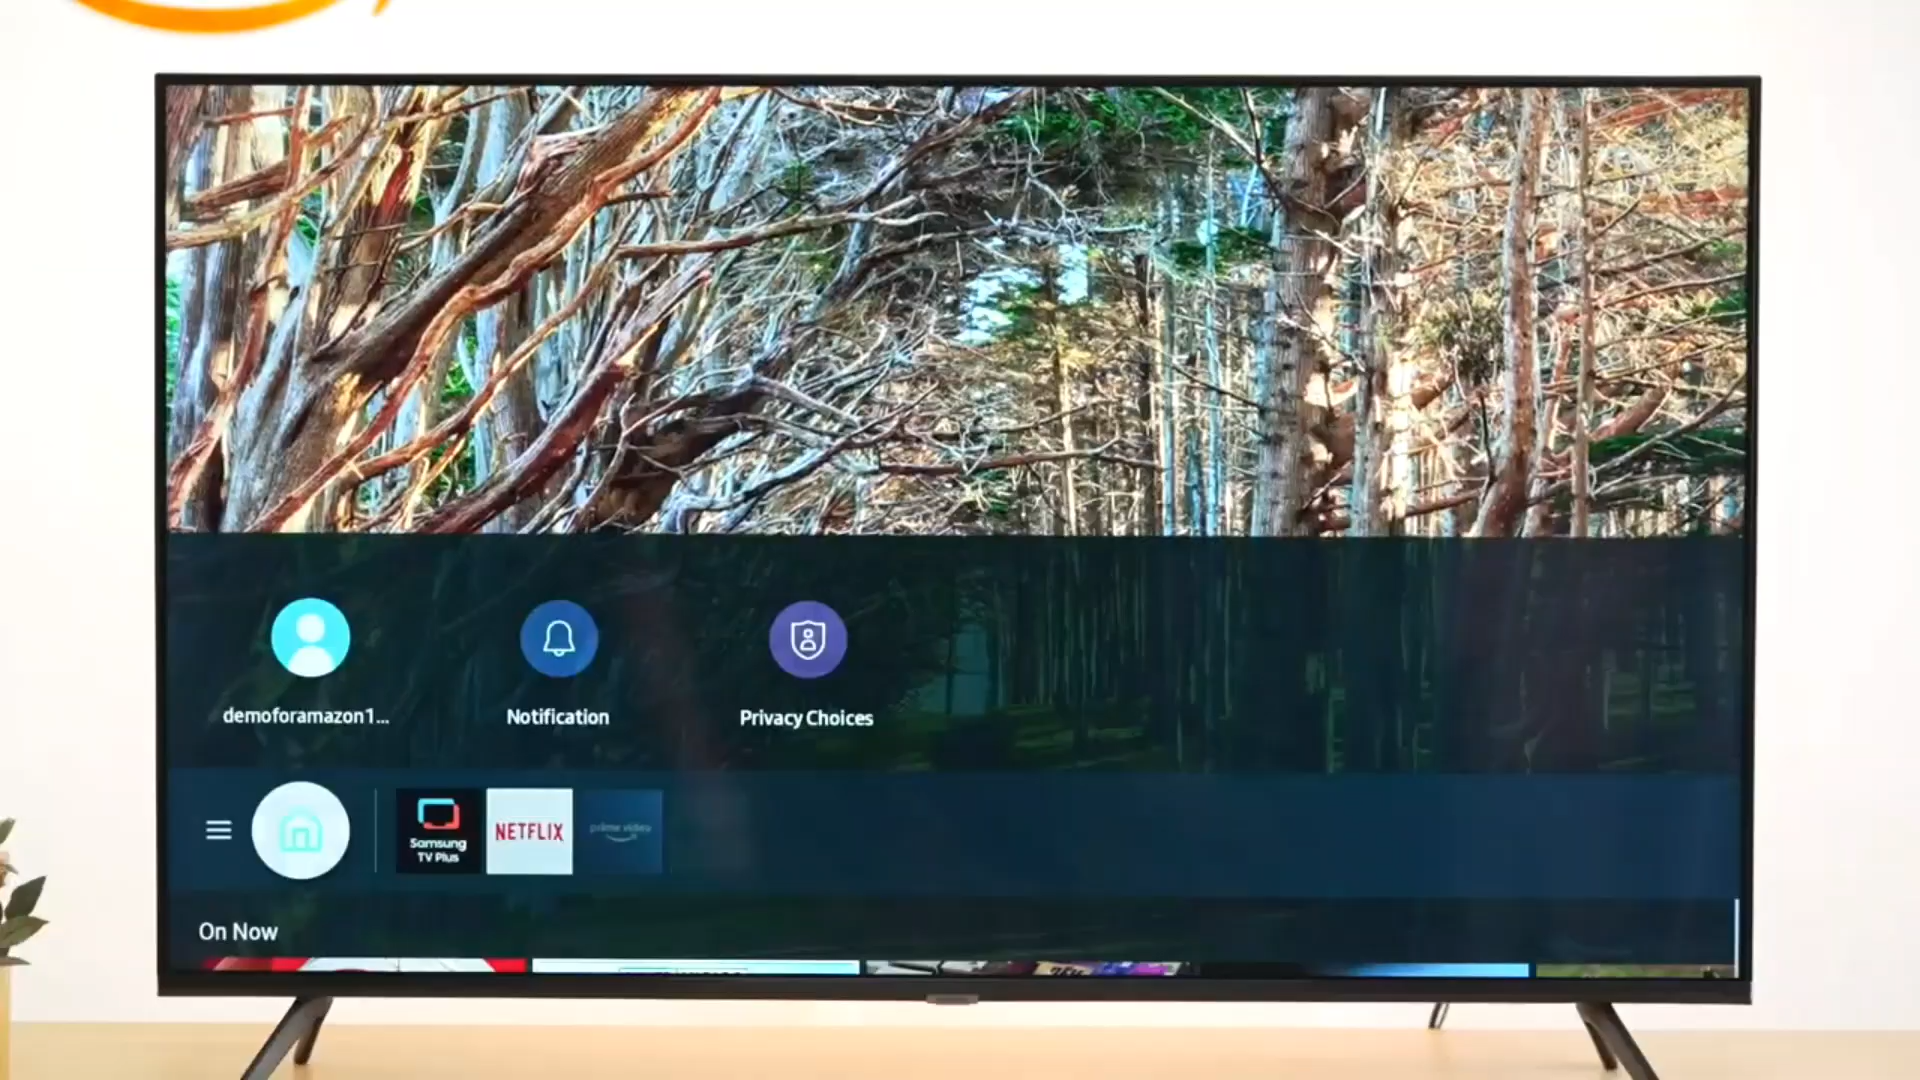 demoforamazon1...
Notification
Privacy Choices
Samsung
TV Plus
NETFLIX
prime video
On Now